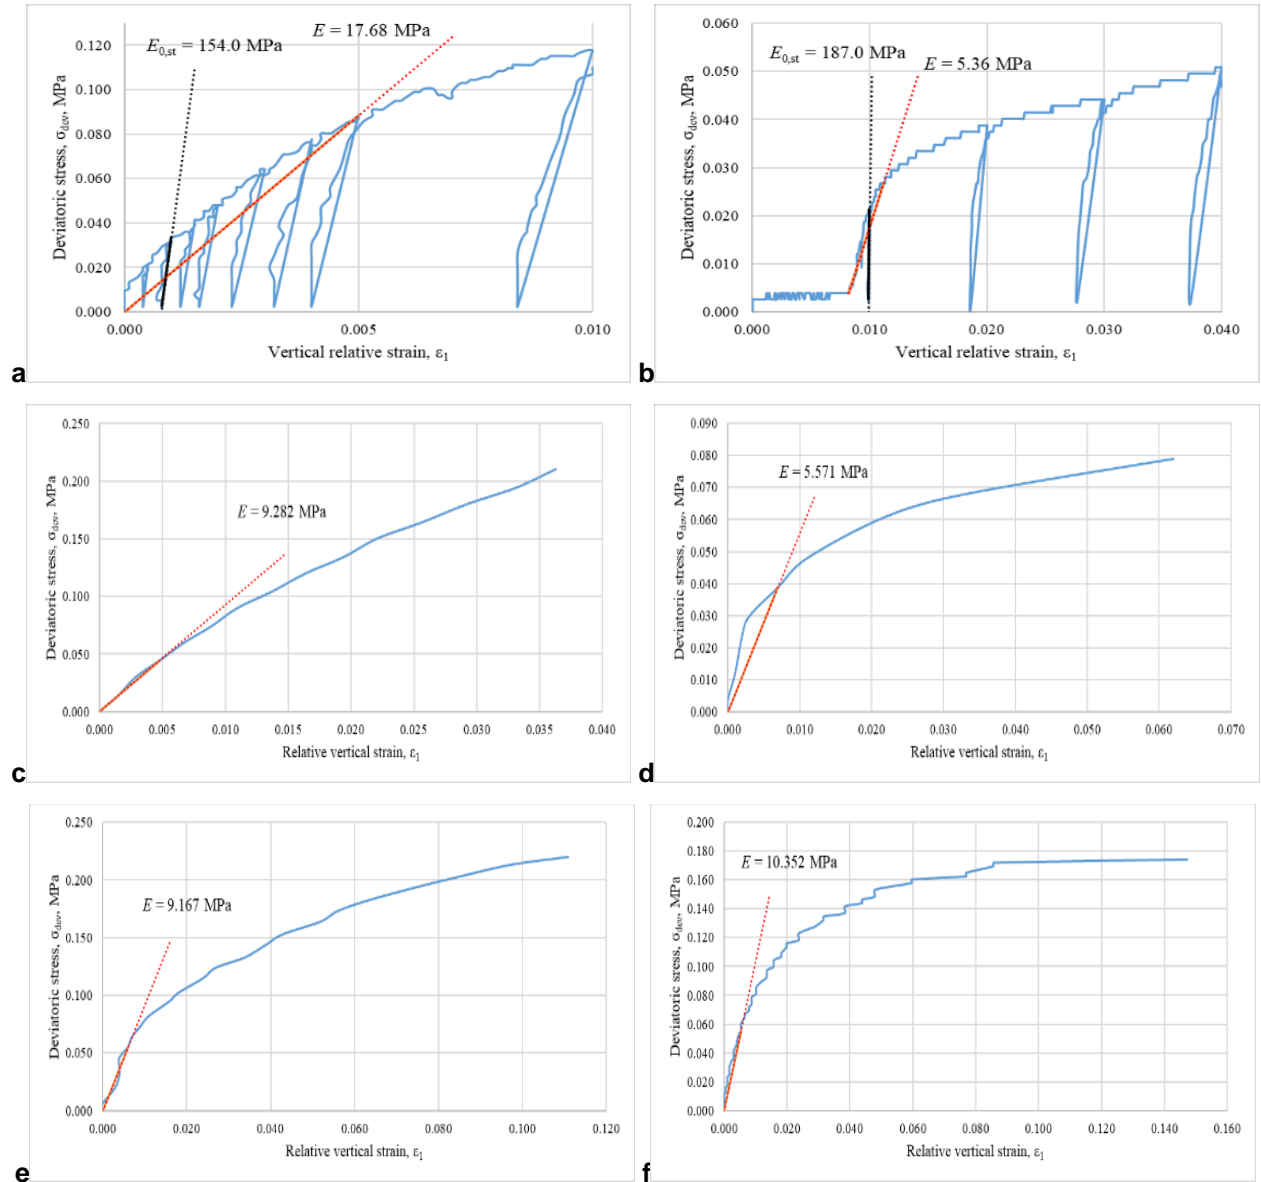 E0,st = 154.0 MPa
E = 17.68 MPa
Deviatoric stress, σdev, MPa
0.120
0.100
0.080
0.060
0.040
0.020
0.000
0.000 0.005 0.010
Vertical relative strain, ε1
a
E0,st = 187.0 MPa
E = 5.36 MPa
Deviatoric stress, σdev, MPa
0.060
0.050
0.040
0.030
0.020
0.010
0.000
0.000 0.010 0.020 0.030 0.040
Vertical relative strain, ε1
b
E = 9.282 MPa
Deviatoric stress, σdev, MPa
0.250
0.200
0.150
0.100
0.050
0.000
0.000 0.005 0.010 0.015 0.020 0.025 0.030 0.035 0.040
Relative vertical strain, ε1
c
E = 5.571 MPa
Deviatoric stress, σdev, MPa
0.090
0.080
0.070
0.060
0.050
0.040
0.030
0.020
0.010
0.000
0.000 0.010 0.020 0.030 0.040 0.050 0.060 0.070
Relative vertical strain, ε1
d
E = 9.167 MPa
Deviatoric stress, σdev, MPa
0.250
0.200
0.150
0.100
0.050
0.000
0.000 0.020 0.040 0.060 0.080 0.100 0.120
Relative vertical strain, ε1
e
E = 10.352 MPa
Deviatoric sress, σdev, MPa
0.200
0.180
0.160
0.140
0.120
0.100
0.080
0.060
0.040
0.020
0.000
0.000 0.020 0.040 0.060 0.080 0.100 0.120 0.140 0.160
Relative vertical strain, ε1
f